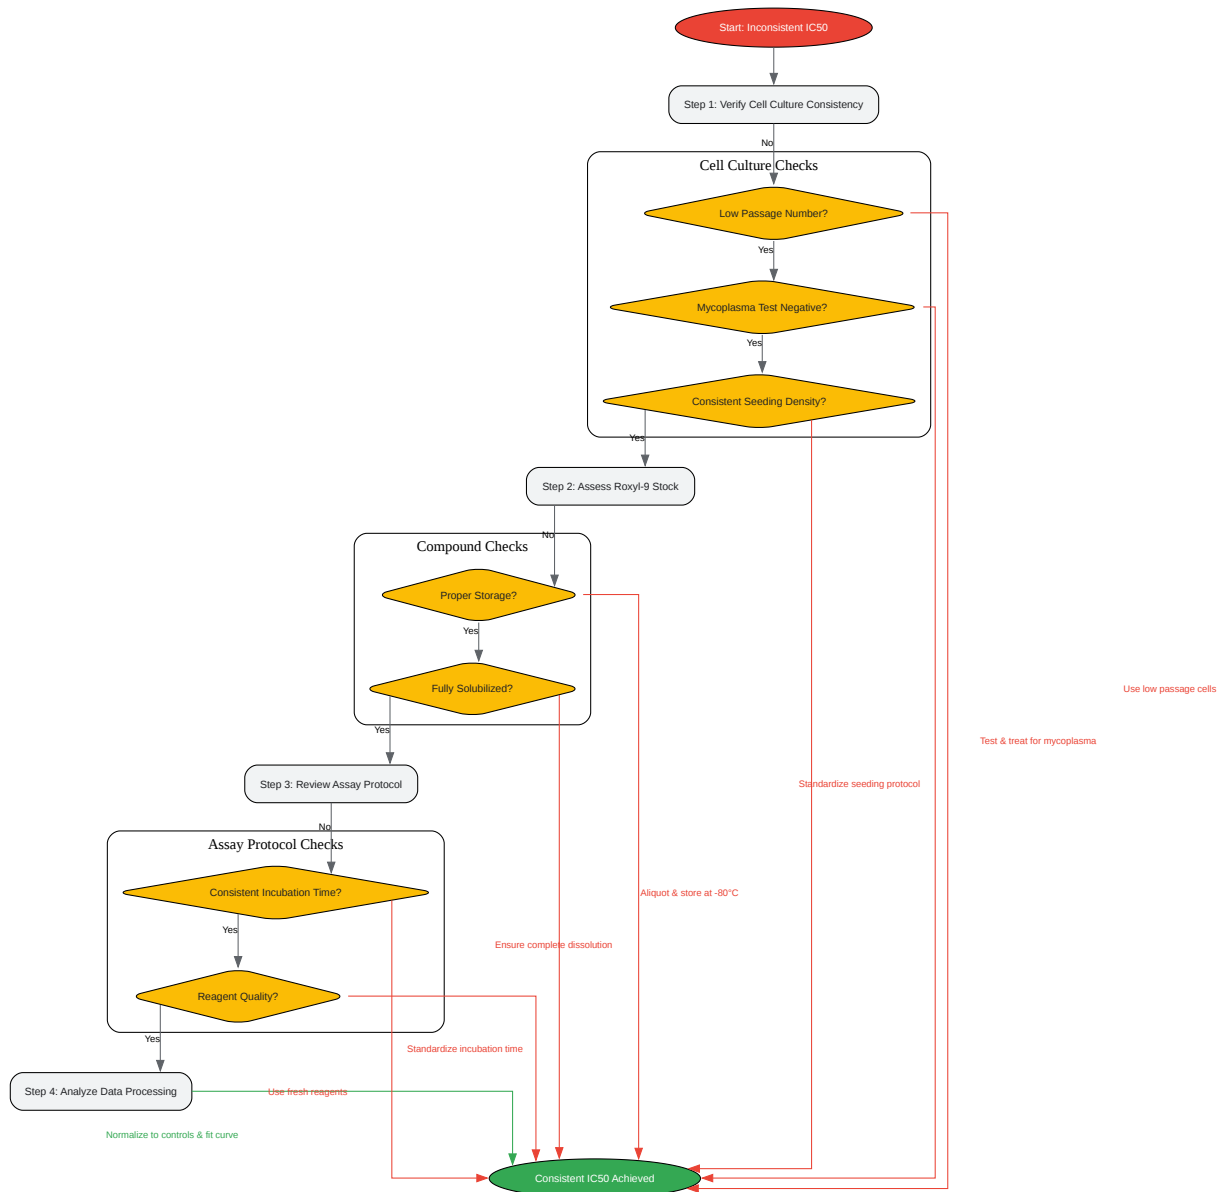 Start: Inconsistent IC50
Step 1: Verify Cell Culture Consistency
No
Cell Culture Checks
Low Passage Number?
Yes
Mycoplasma Test Negative?
Yes
Consistent Seeding Density?
Yes
Step 2: Assess Roxyl-9 Stock
No
Compound Checks
Proper Storage?
Yes
Fully Solubilized?
Use low passage cells
Yes
Test & treat for mycoplasma
Step 3: Review Assay Protocol
Standardize seeding protocol
No
Assay Protocol Checks
Consistent Incubation Time?
Aliquot & store at -80°C
Yes
Ensure complete dissolution
Reagent Quality?
Yes
Standardize incubation time
Step 4: Analyze Data Processing
Use fresh reagents
Normalize to controls & fit curve
Consistent IC50 Achieved